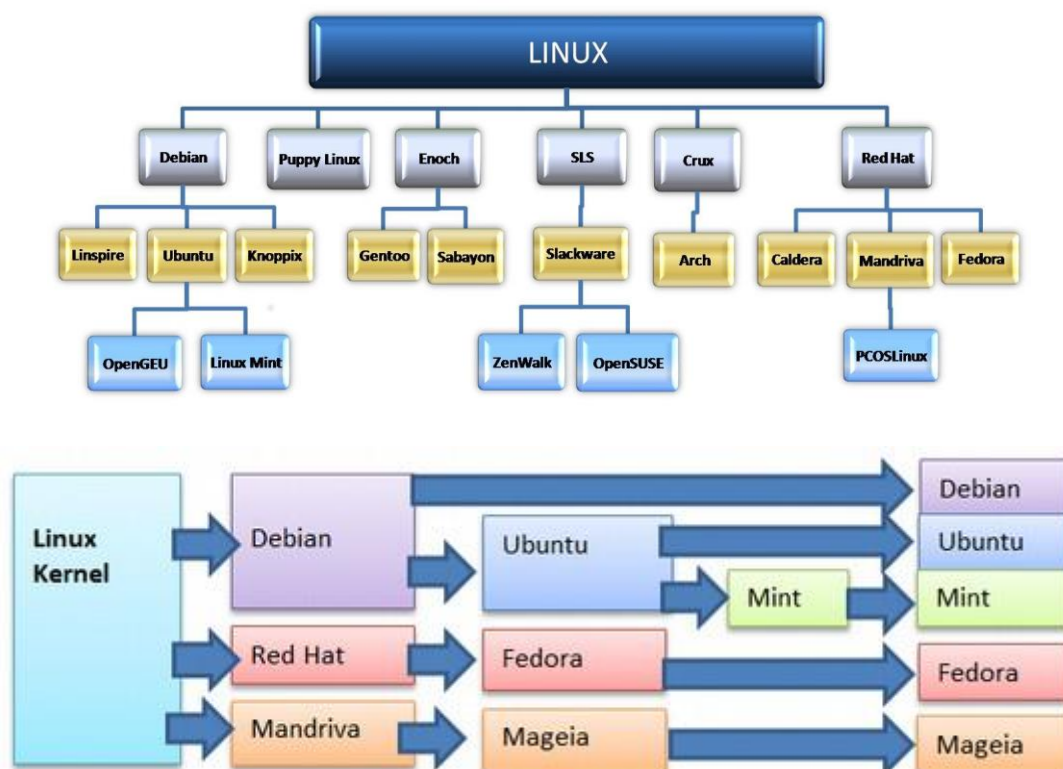 LINUX
Debian
Puppy Linux
Enoch
SLS
Crux
Red Hat
Linspire
Ubuntu
Knoppix
Gentoo
Sabayon
Slackware
Arch
Caldera
Mandriva
Fedora
OpenGEU
Linux Mint
ZenWalk
OpenSUSE
PCOSLinux
Linux
Kernel
Debian
Debian
Ubuntu
Ubuntu
Mint
Mint
Red Hat
Fedora
Fedora
Mandriva
Mageia
Mageia